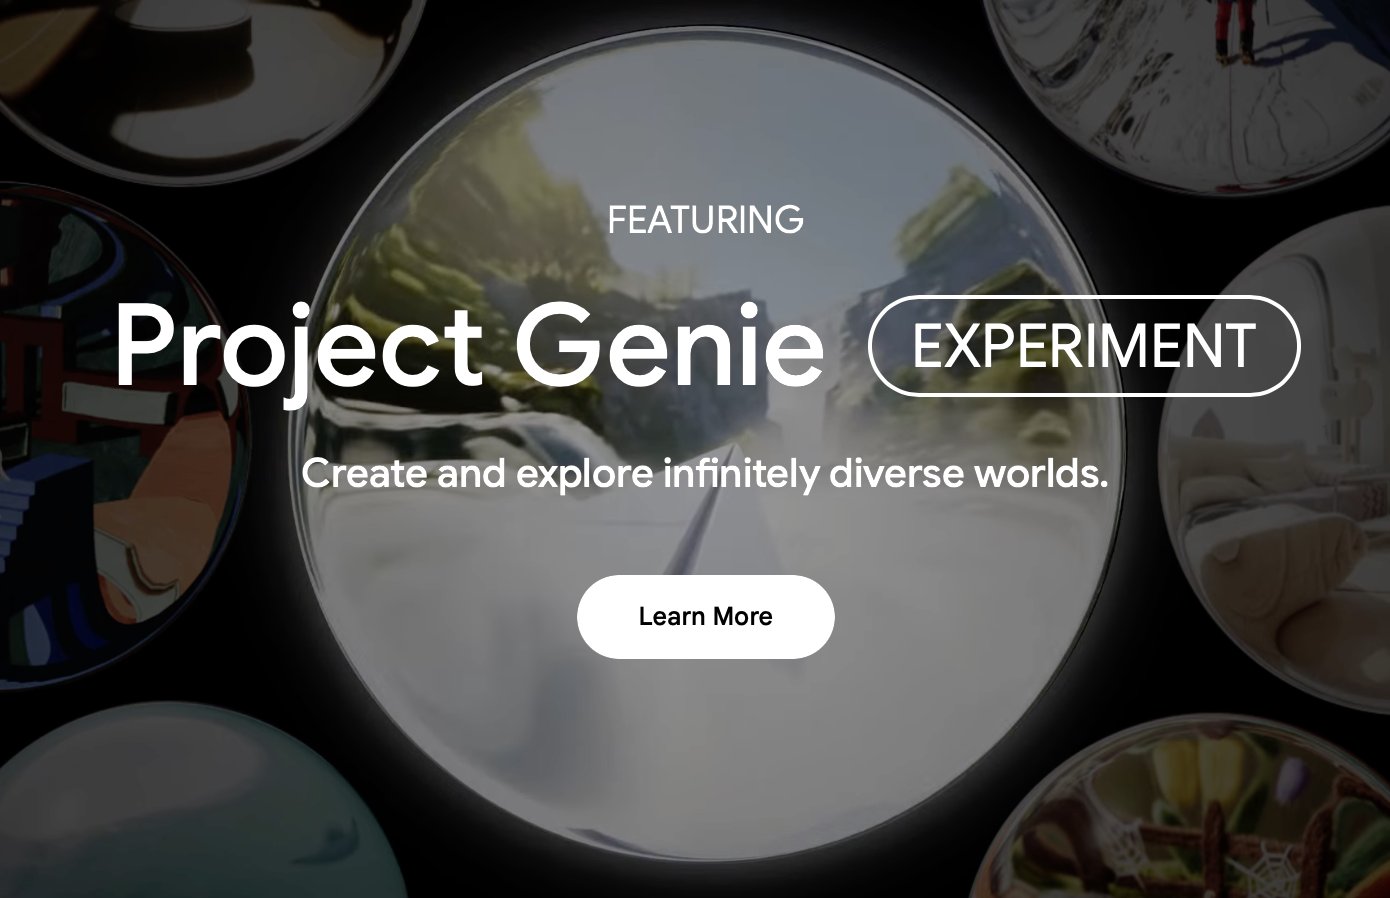 FEATURING
Project Genie EXPERIMENT
Create and explore infinitely diverse worlds.
Learn More